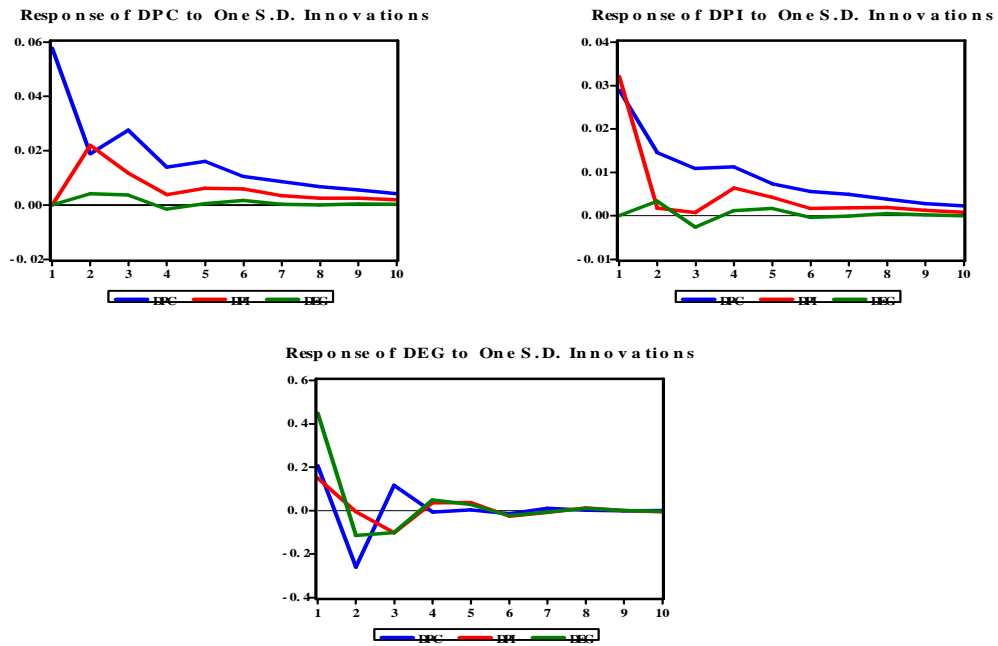 Response of DPC to One S.D. Innovations
0.06
0.04
0.02
0.00
-0.02
1 2 3 4 5 6 7 8 9 10
DPC DPI DEG
Response of DPI to One S.D. Innovations
0.04
0.03
0.02
0.01
0.00
-0.01
1 2 3 4 5 6 7 8 9 10
DPC DPI DEG
Response of DEG to One S.D. Innovations
0.6
0.4
0.2
0.0
-0.2
-0.4
1 2 3 4 5 6 7 8 9 10
DPC DPI DEG